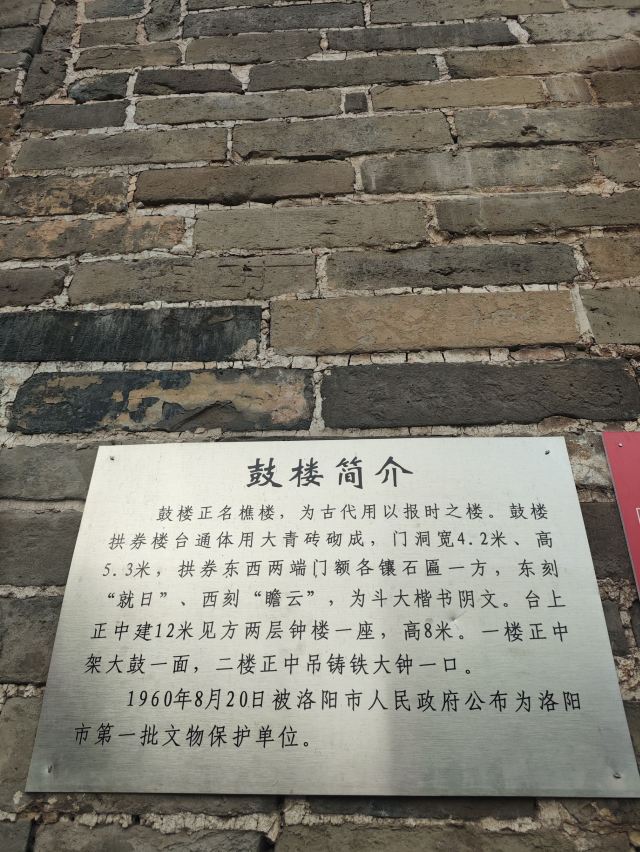 鼓楼简介
鼓楼正名樵楼，为古代用以报时之楼。鼓楼
拱券楼台通体用大青砖砌成，门洞宽4.2米、高
5.3米，拱券东西两端门额各镶石匾一方，东刻
“就日”、西刻“瞻云”，为斗大楷书阴文。台上
正中建12米见方两层钟楼一座，高8米。一楼正中
架大鼓一面，二楼正中吊铸铁大钟一口。
1960年8月20日被洛阳市人民政府公布为洛阳
市第一批文物保护单位。